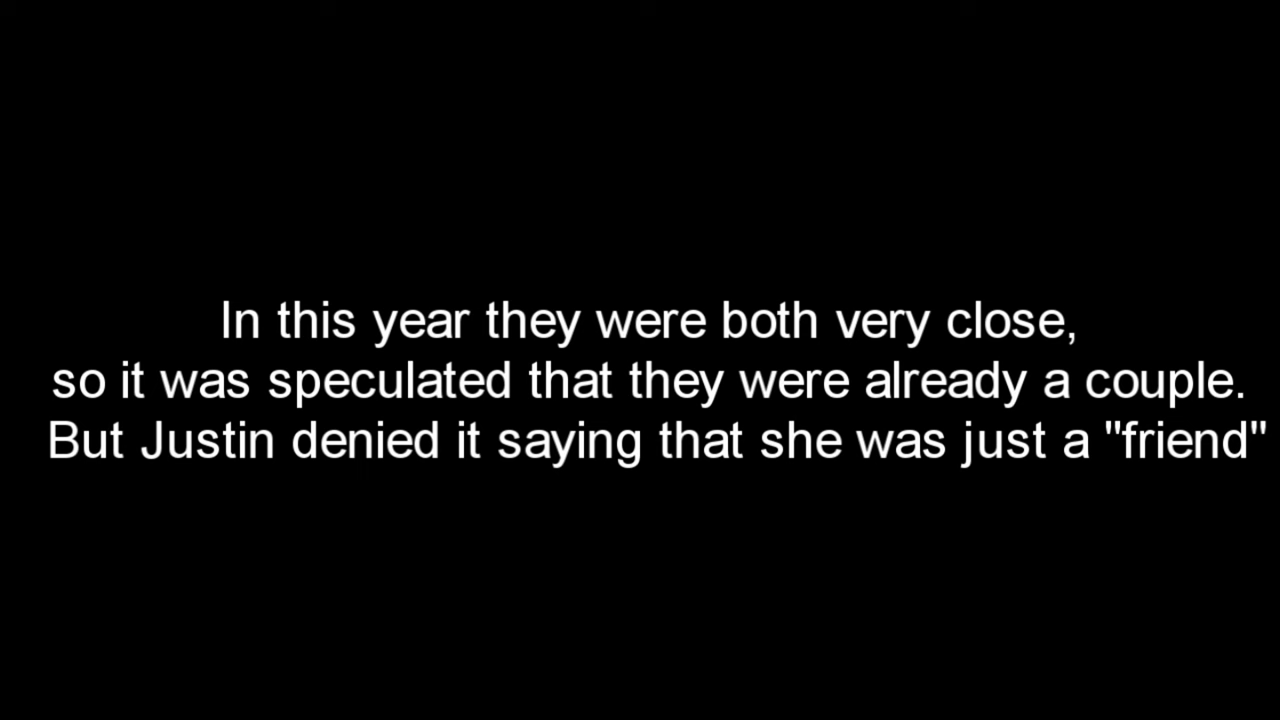 In this year they were both very close,
so it was speculated that they were already a couple.
But Justin denied it saying that she was just a "friend"